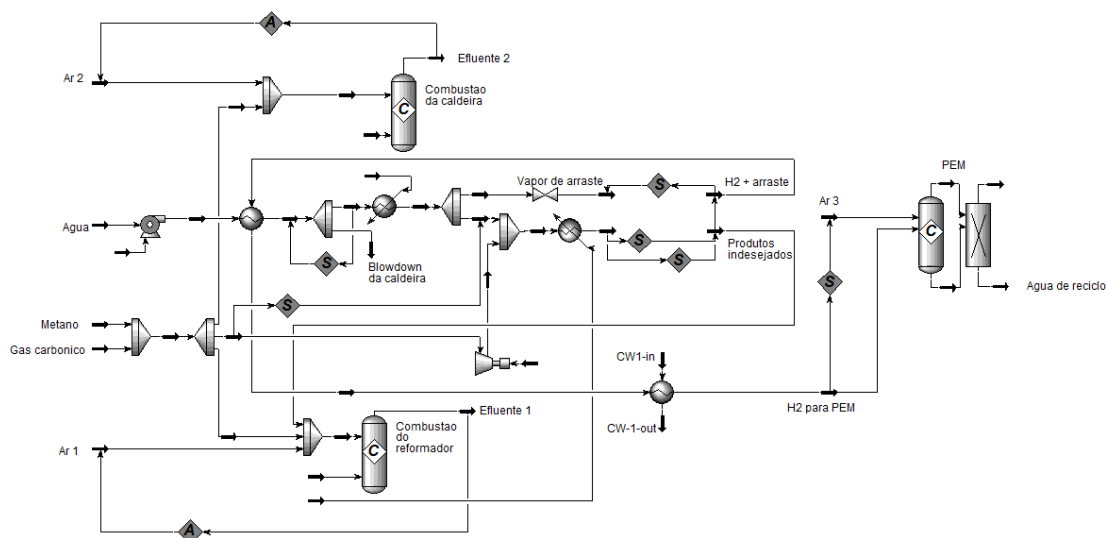 A
Efluente 2
Ar 2
Combustao
da caldeira
C
PEM
Vapor de arraste
S
H2 + arraste
Ar 3
Agua
C
S
Produtos
indesejados
S
S
Blowdown
da caldeira
S
Agua de reciclo
S
Metano
Gas carbonico
CW1-in
H2 para PEM
Efluente 1
CW-1-out
Combustao
do
reformador
C
Ar 1
A